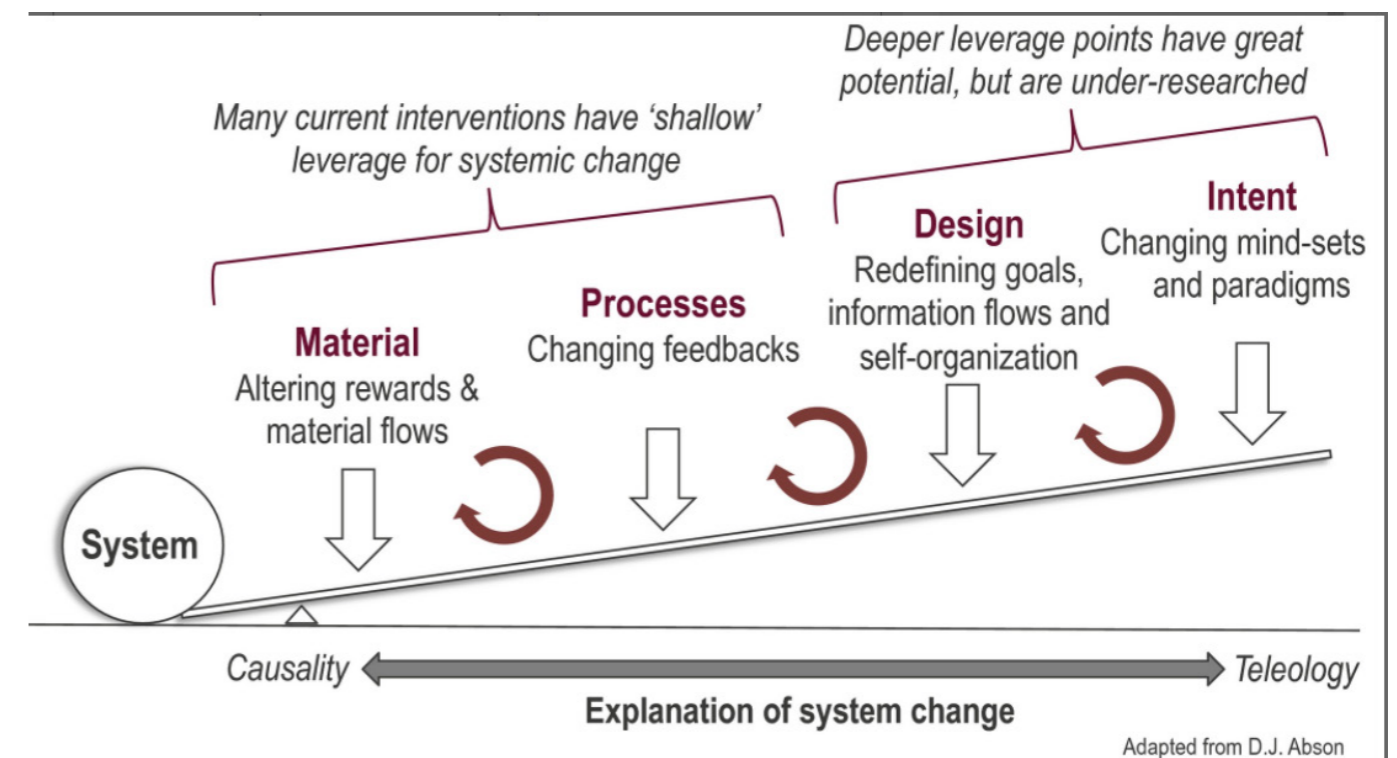 Deeper leverage points have great
potential, but are under-researched
Many current interventions have ‘shallow’
leverage for systemic change
Intent
Changing mind-sets
and paradigms
Design
Redefining goals,
information flows and
self-organization
Processes
Changing feedbacks
Material
Altering rewards &
material flows
System
Causality
Teleology
Explanation of system change
Adapted from D.J. Abson